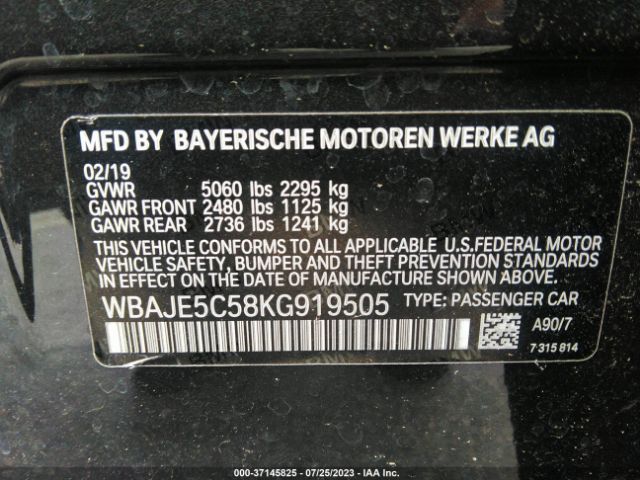 MFD BY BAYERISCHE MOTOREN WERKE AG
02/19
GVWR 5060 lbs 2295 kg
GAWR FRONT 2480 lbs 1125 kg
GAWR REAR 2736 lbs 1241 kg
THIS VEHICLE CONFORMS TO ALL APPLICABLE U.S.FEDERAL MOTOR
VEHICLE SAFETY, BUMPER AND THEFT PREVENTION STANDARDS
IN EFFECT ON THE DATE OF MANUFACTURE SHOWN ABOVE.
WBAJE5C58KG919505 TYPE: PASSENGER CAR
A90/7
7 315 814
000-37145825 / 07/25/2023 / IAA Inc.